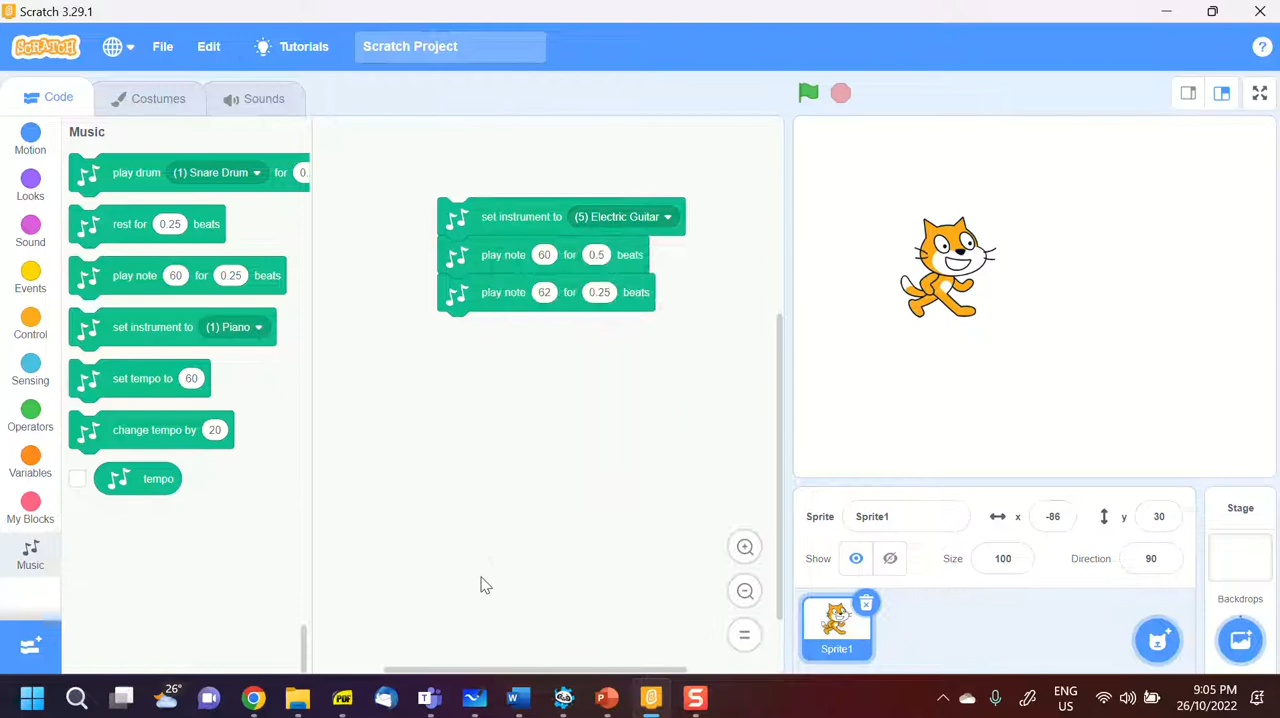 Scratch 3.29.1
SCRATCH File Edit Tutorials Scratch Project ?
Code Costumes Sounds
Motion
Looks
Sound
Events
Control
Sensing
Operators
Variables
My Blocks
Music
Music
play drum (1) Snare Drum for 0.
rest for 0.25 beats
play note 60 for 0.25 beats
set instrument to (1) Piano
set tempo to 60
change tempo by 20
tempo
set instrument to (5) Electric Guitar
play note 60 for 0.5 beats
play note 62 for 0.25 beats
Sprite Sprite1 x -86 y 30
Show Size 100 Direction 90
Sprite1
Stage
Backdrops
26°
PDF
ENG
US
9:05 PM
26/10/2022